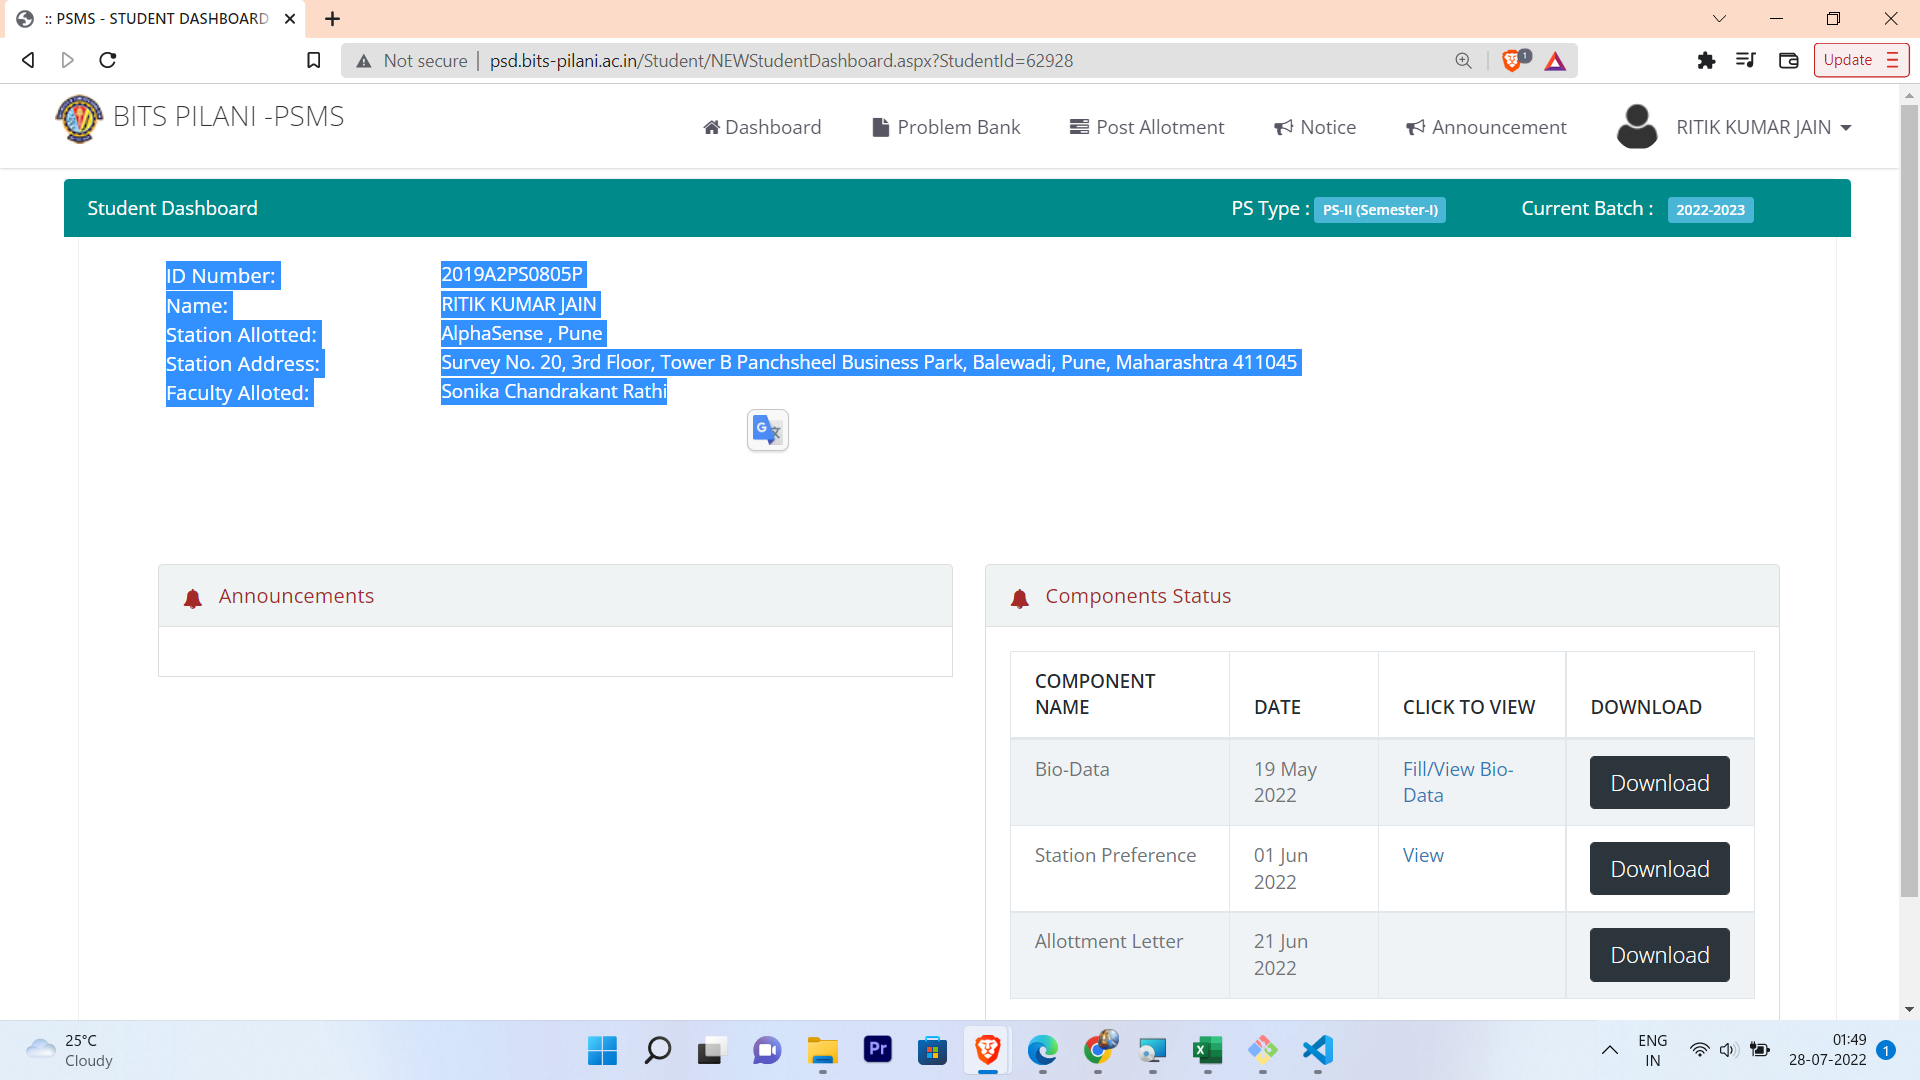 :: PSMS - STUDENT DASHBOARD
Not secure | psd.bits-pilani.ac.in/Student/NEWStudentDashboard.aspx?StudentId=62928
1
Update
BITS PILANI -PSMS
Dashboard
Problem Bank
Post Allotment
Notice
Announcement
RITIK KUMAR JAIN
Student Dashboard
PS Type : PS-II (Semester-I)
Current Batch : 2022-2023
ID Number: 2019A2PS0805P
Name: RITIK KUMAR JAIN
Station Allotted: AlphaSense , Pune
Station Address: Survey No. 20, 3rd Floor, Tower B Panchsheel Business Park, Balewadi, Pune, Maharashtra 411045
Faculty Alloted: Sonika Chandrakant Rathi
G
Announcements
Components Status
COMPONENT
NAME
DATE
CLICK TO VIEW
DOWNLOAD
Bio-Data
19 May
2022
Fill/View Bio-
Data
Download
Station Preference
01 Jun
2022
View
Download
Allottment Letter
21 Jun
2022
Download
25°C
Cloudy
Pr
ENG
IN
01:49
28-07-2022
1